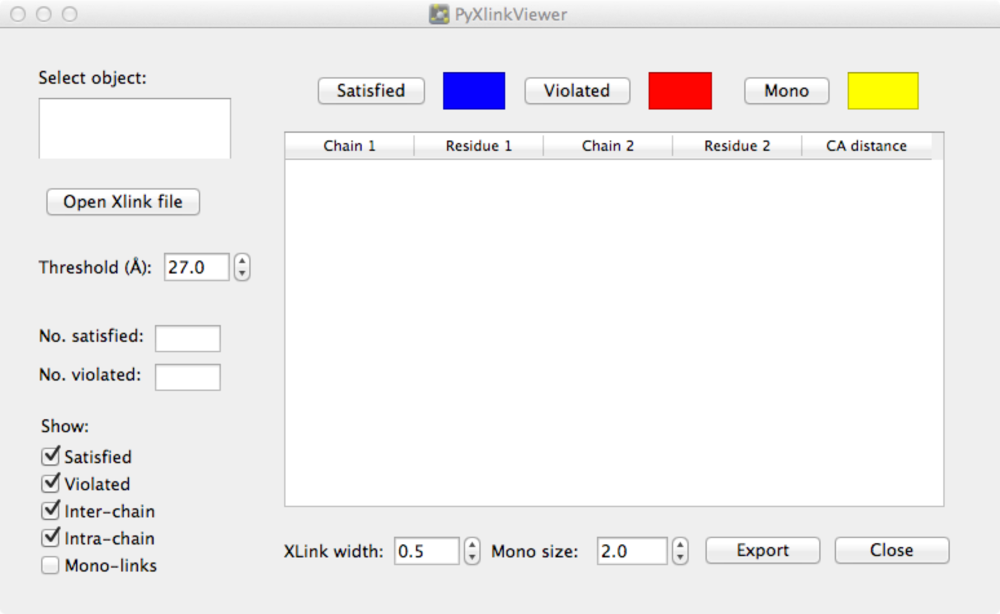 PyXlinkViewer
Select object:
Satisfied
Violated
Mono
Chain 1 Residue 1 Chain 2 Residue 2 CA distance
Open Xlink file
Threshold (Å): 27.0
No. satisfied:
No. violated:
Show:
Satisfied
Violated
Inter-chain
Intra-chain
Mono-links
XLink width: 0.5 Mono size: 2.0 Export Close